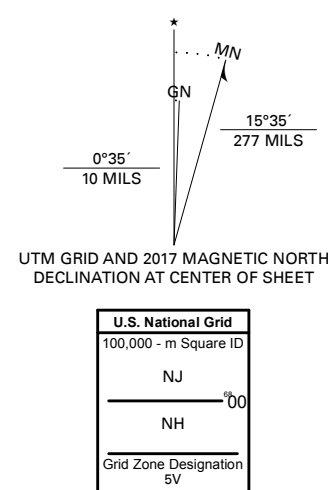 ★
MN
GN
15°35´
277 MILS
0°35´
10 MILS
UTM GRID AND 2017 MAGNETIC NORTH
DECLINATION AT CENTER OF SHEET
U.S. National Grid
100,000 - m Square ID
NJ
⁶⁸00
NH
Grid Zone Designation
5V